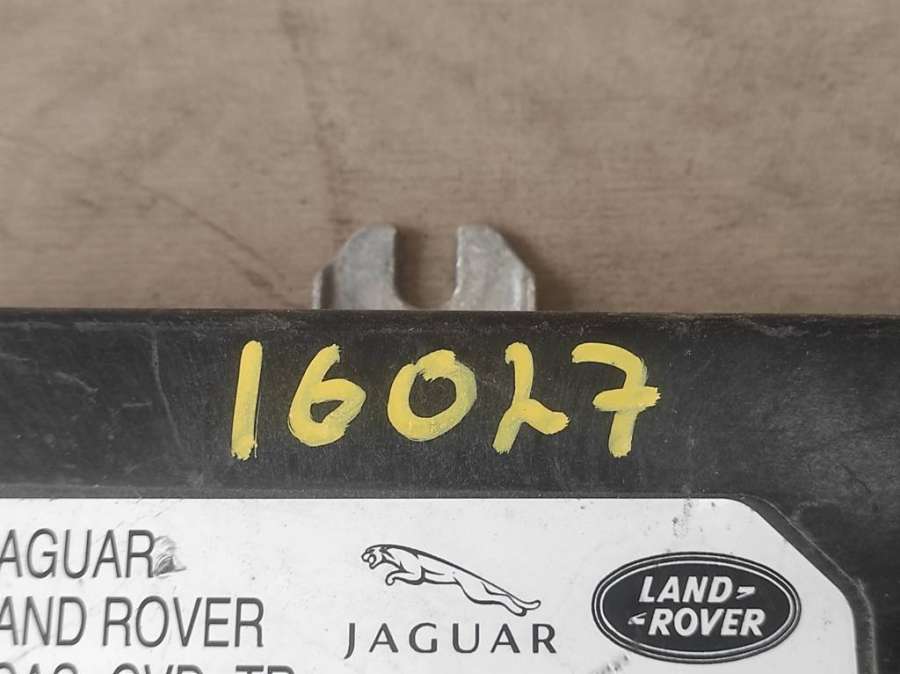 16027
AGUAR
AND ROVER
JAGUAR
LAND-
-ROVER